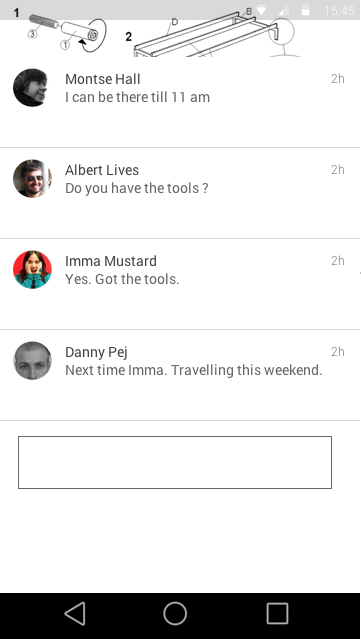 1
3
1
2
D
B
15:45
Montse Hall
2h
I can be there till 11 am
Albert Lives
2h
Do you have the tools ?
Imma Mustard
2h
Yes. Got the tools.
Danny Pej
2h
Next time Imma. Travelling this weekend.